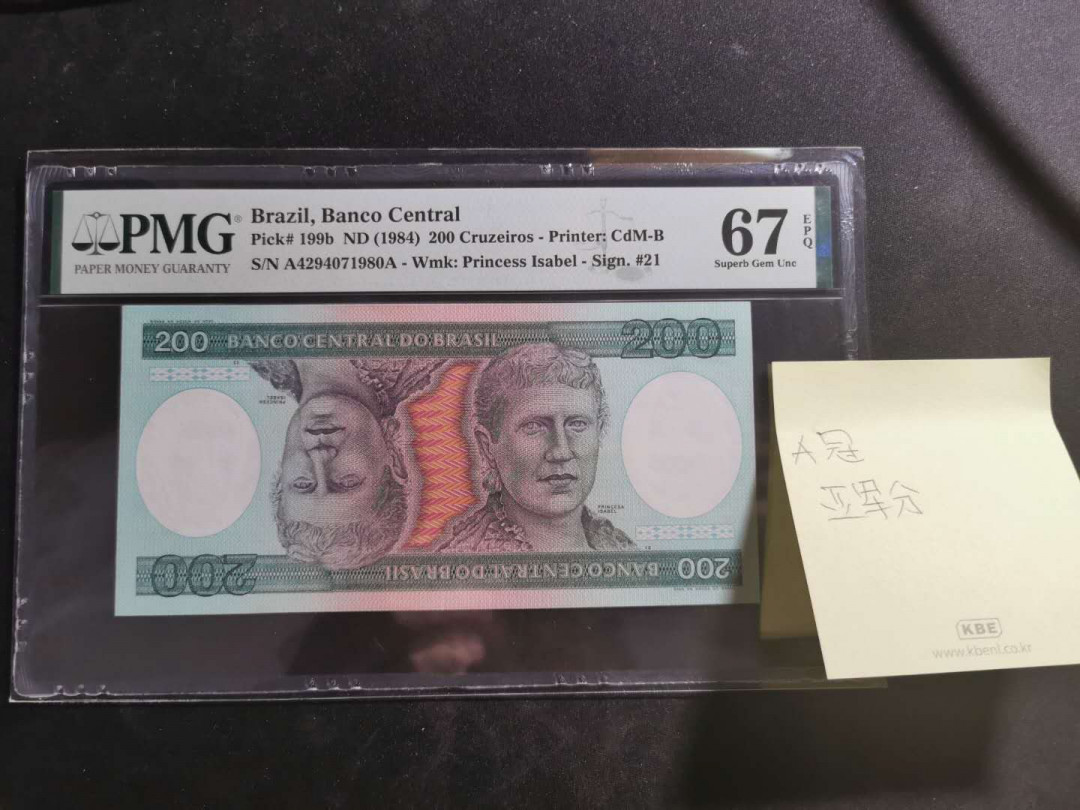 PMG
PAPER MONEY GUARANTY
Brazil, Banco Central
Pick# 199b ND (1984) 200 Cruzeiros - Printer: CdM-B
S/N A4294071980A - Wmk: Princess Isabel - Sign. #21
67
EPQ
Superb Gem Unc
200 BANCO CENTRAL DO BRASIL 200
PRINCESA
ISABEL
PRINCESA
ISABEL
200 BANCO CENTRAL DO BRASIL 200
A冠
亚军分
KBE
www.kbenl.co.kr